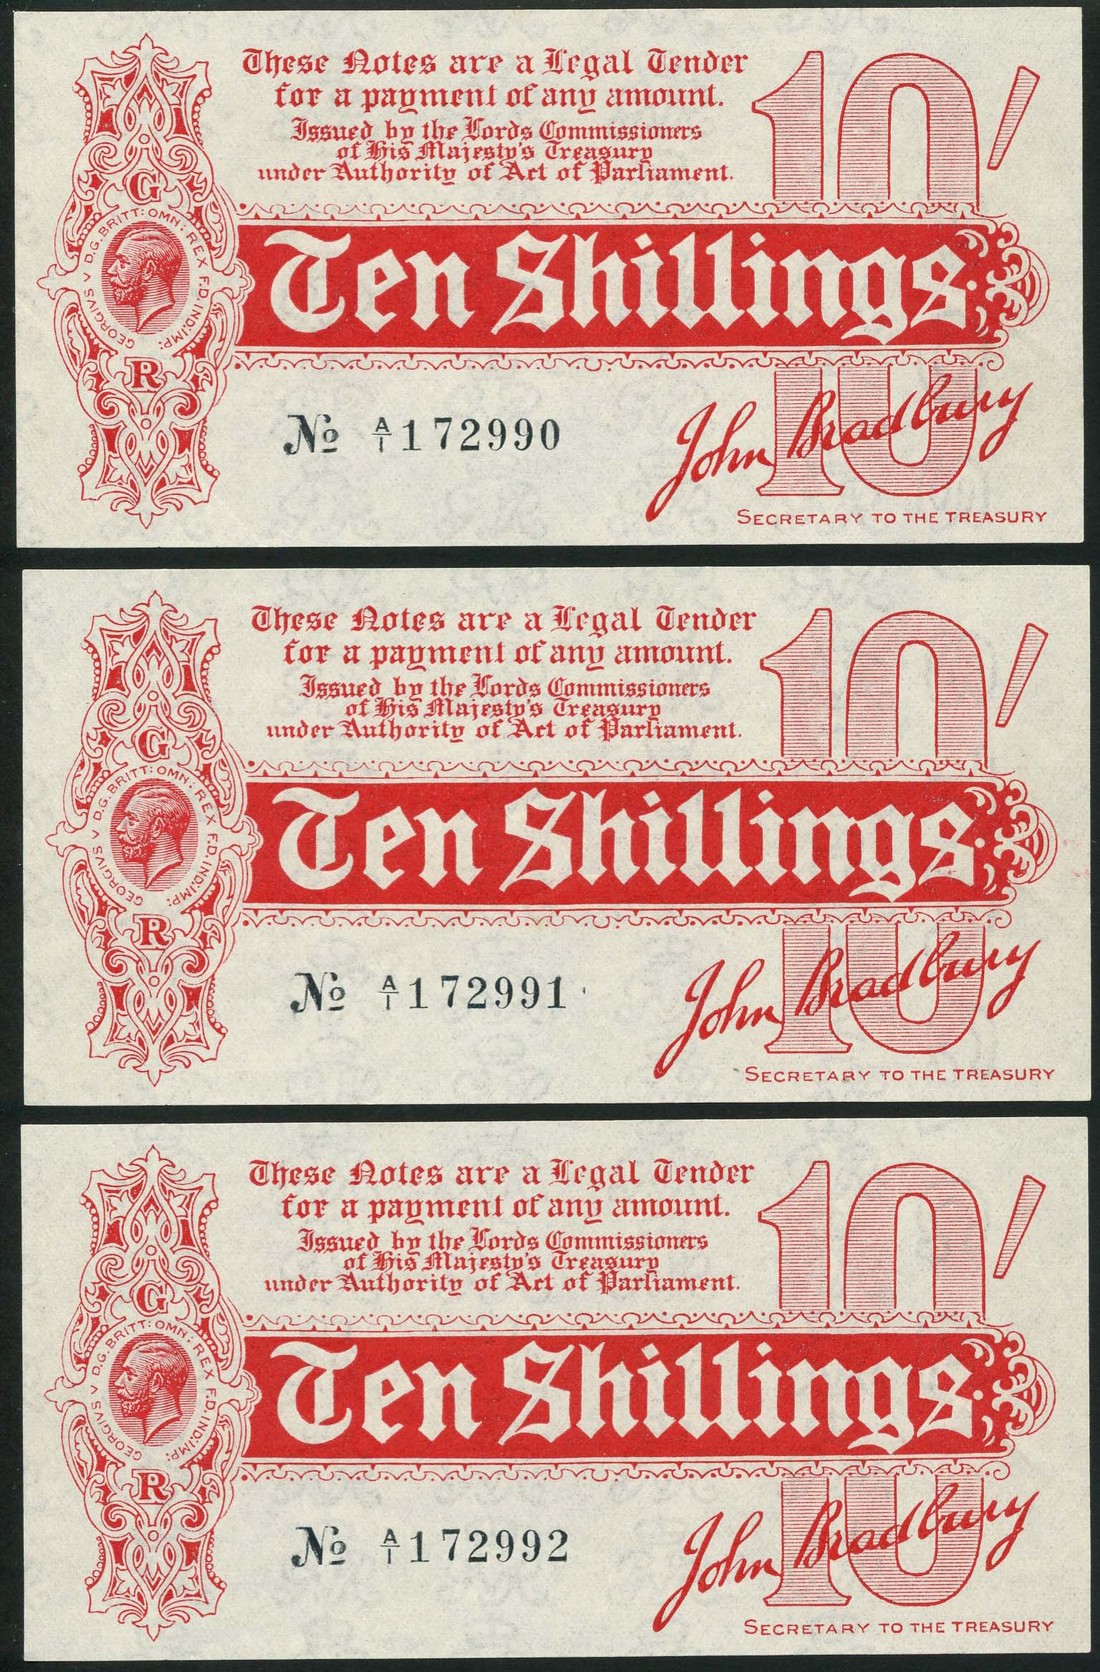 These Notes are a Legal Tender
for a payment of any amount.
Issued by the Lords Commissioners
of His Majesty's Treasury
under Authority of Act of Parliament.
10/
G
GEORGIVS V D.G. BRITT: OMN: REX F.D. IND: IMP:
Ten Shillings
R
No A/1 172990
John Bradbury
10
SECRETARY TO THE TREASURY
These Notes are a Legal Tender
for a payment of any amount.
Issued by the Lords Commissioners
of His Majesty's Treasury
under Authority of Act of Parliament.
10/
G
GEORGIVS V D.G. BRITT: OMN: REX F.D. IND: IMP:
Ten Shillings
R
No A/1 172991
John Bradbury
10
SECRETARY TO THE TREASURY
These Notes are a Legal Tender
for a payment of any amount.
Issued by the Lords Commissioners
of His Majesty's Treasury
under Authority of Act of Parliament.
10/
G
GEORGIVS V D.G. BRITT: OMN: REX F.D. IND: IMP:
Ten Shillings
R
No A/1 172992
John Bradbury
10
SECRETARY TO THE TREASURY